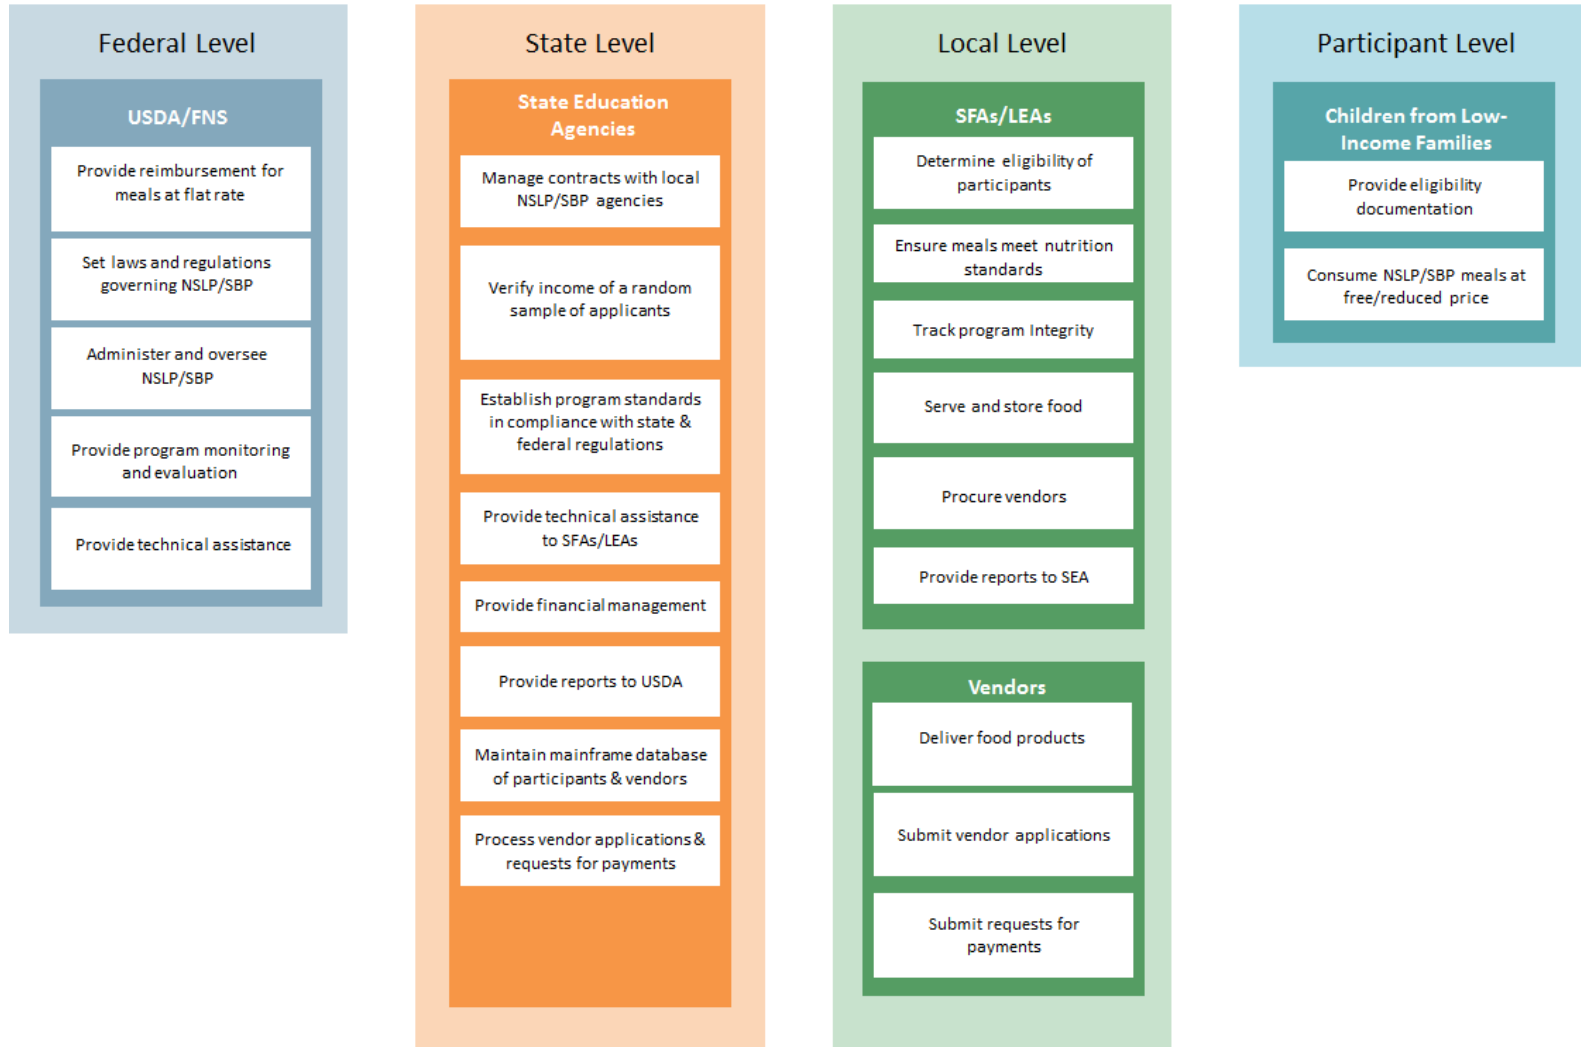 Federal Level
USDA/FNS
Provide reimbursement for
meals at flat rate
Set laws and regulations
governing NSLP/SBP
Administer and oversee
NSLP/SBP
Provide program monitoring
and evaluation
Provide technical assistance
State Level
State Education
Agencies
Manage contracts with local
NSLP/SBP agencies
Verify income of a random
sample of applicants
Establish program standards
in compliance with state &
federal regulations
Provide technical assistance
to SFAs/LEAs
Provide financial management
Provide reports to USDA
Maintain mainframe database
of participants & vendors
Process vendor applications &
requests for payments
Local Level
SFAs/LEAs
Determine eligibility of
participants
Ensure meals meet nutrition
standards
Track program Integrity
Serve and store food
Procure vendors
Provide reports to SEA
Vendors
Deliver food products
Submit vendor applications
Submit requests for
payments
Participant Level
Children from Low-
Income Families
Provide eligibility
documentation
Consume NSLP/SBP meals at
free/reduced price